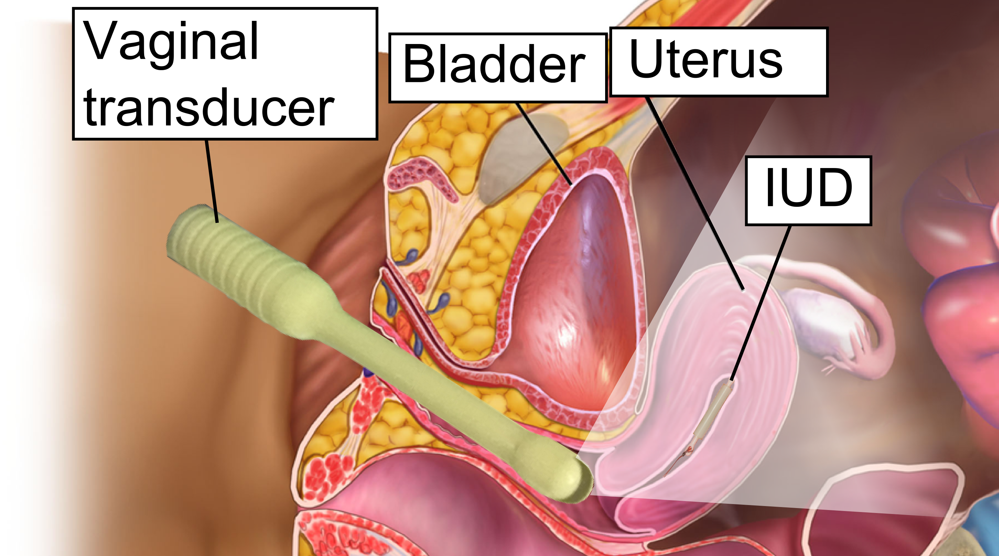 Vaginal
transducer
Bladder
Uterus
IUD